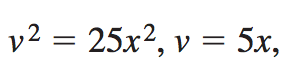 v² = 25x², v = 5x,